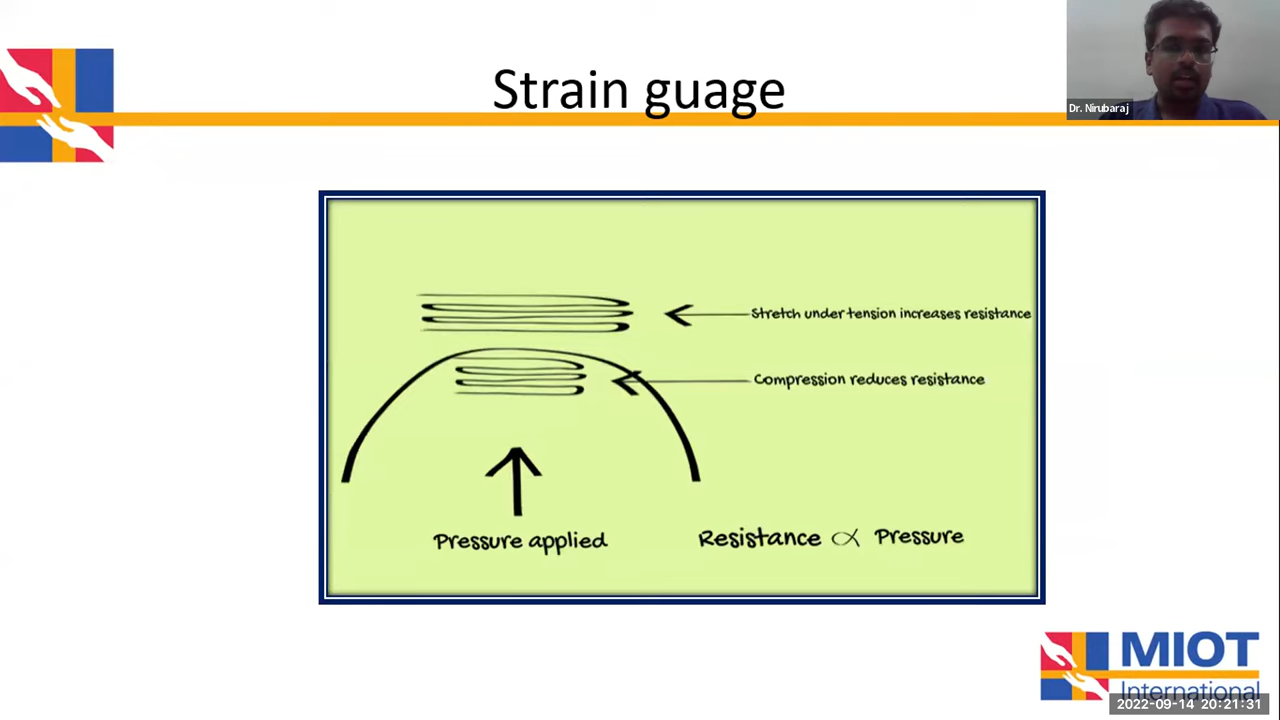 Strain guage
Dr. Nirubaraj
Stretch under tension increases resistance
Compression reduces resistance
Pressure applied
Resistance ∝ Pressure
MIOT
International
2022-09-14 20:21:31